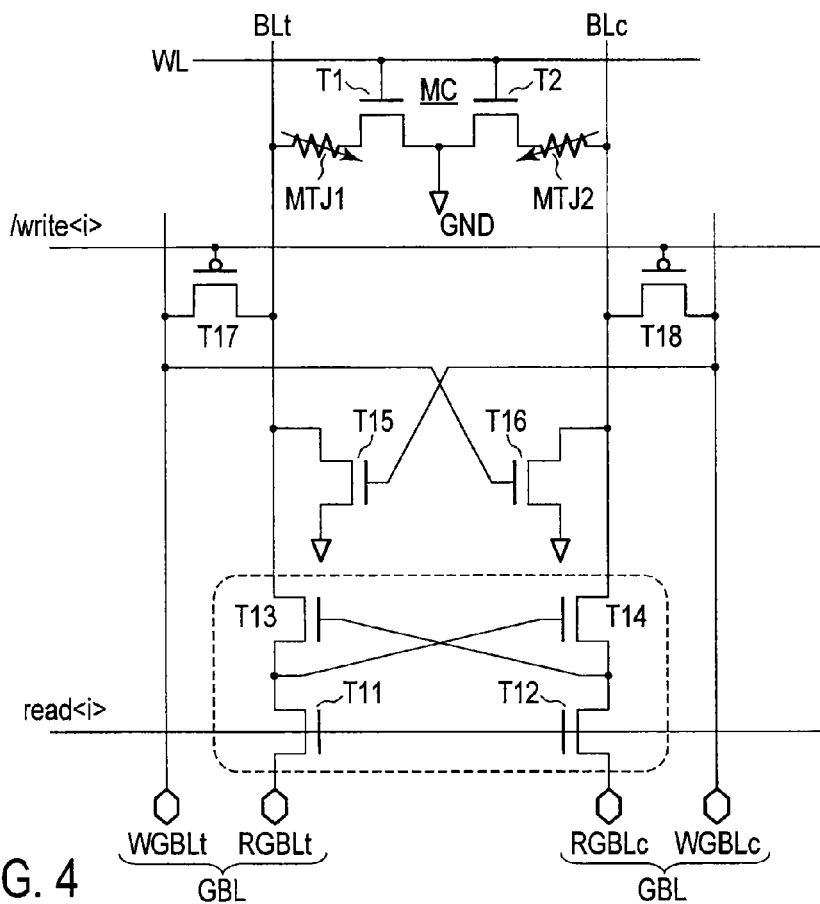 BLt BLc
WL
T1 MC T2
MTJ1 MTJ2
GND
/write<i>
T17 T18
T15 T16
T13 T14
T11 T12
read<i>
WGBLt RGBLt RGBLc WGBLc
GBL GBL
G. 4